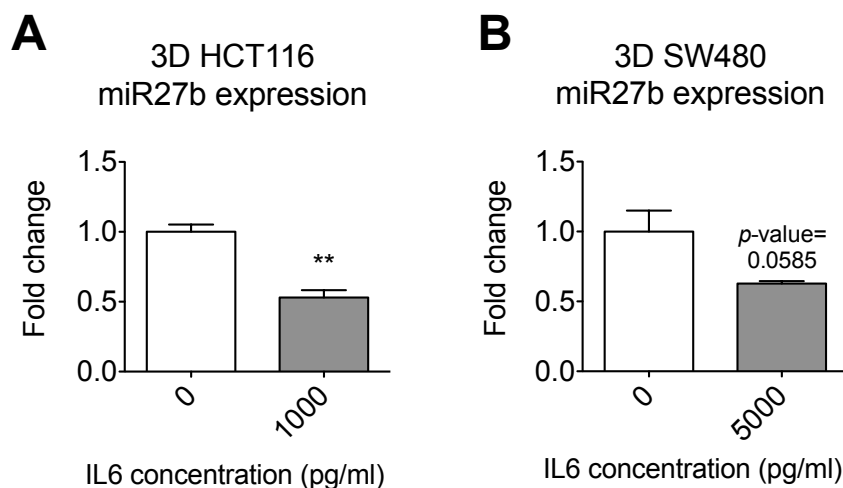 A
3D HCT116
miR27b expression
Fold change
1.5
1.0
0.5
0.0
**
0
1000
IL6 concentration (pg/ml)
B
3D SW480
miR27b expression
Fold change
1.5
1.0
0.5
0.0
p-value=
0.0585
0
5000
IL6 concentration (pg/ml)